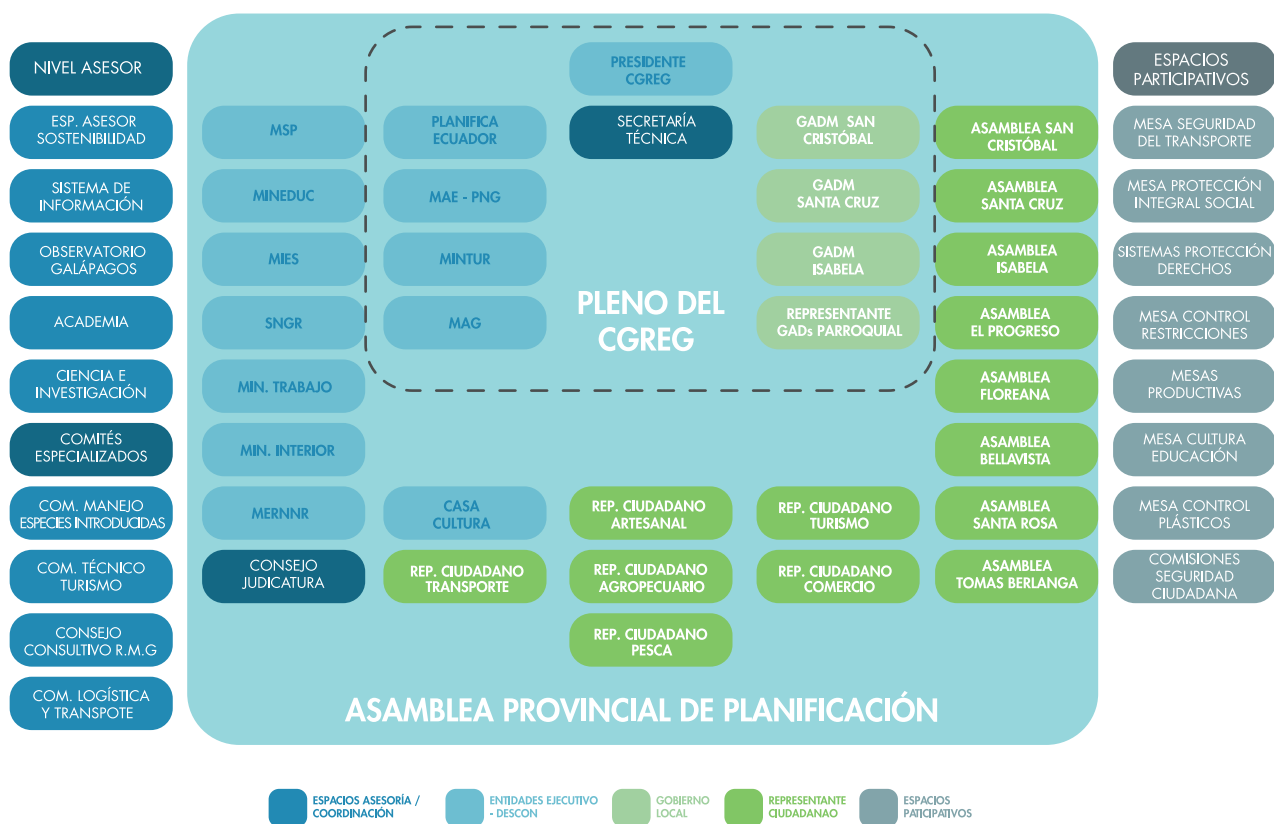 NIVEL ASESOR
ESP. ASESOR
SOSTENIBILIDAD
SISTEMA DE
INFORMACIÓN
OBSERVATORIO
GALÁPAGOS
ACADEMIA
CIENCIA E
INVESTIGACIÓN
COMITÉS
ESPECIALIZADOS
COM. MANEJO
ESPECIES INTRODUCIDAS
COM. TÉCNICO
TURISMO
CONSEJO
CONSULTIVO R.M.G
COM. LOGÍSTICA
Y TRANSPOTE
MSP
MINEDUC
MIES
SNGR
MIN. TRABAJO
MIN. INTERIOR
MERNNR
CONSEJO
JUDICATURA
PLANIFICA
ECUADOR
MAE - PNG
MINTUR
MAG
CASA
CULTURA
REP. CIUDADANO
TRANSPORTE
PRESIDENTE
CGREG
SECRETARÍA
TÉCNICA
PLENO DEL
CGREG
REP. CIUDADANO
ARTESANAL
REP. CIUDADANO
AGROPECUARIO
REP. CIUDADANO
PESCA
GADM SAN
CRISTÓBAL
GADM
SANTA CRUZ
GADM
ISABELA
REPRESENTANTE
GADs PARROQUIAL
REP. CIUDADANO
TURISMO
REP. CIUDADANO
COMERCIO
ASAMBLEA SAN
CRISTÓBAL
ASAMBLEA
SANTA CRUZ
ASAMBLEA
ISABELA
ASAMBLEA
EL PROGRESO
ASAMBLEA
FLOREANA
ASAMBLEA
BELLAVISTA
ASAMBLEA
SANTA ROSA
ASAMBLEA
TOMAS BERLANGA
ASAMBLEA PROVINCIAL DE PLANIFICACIÓN
ESPACIOS
PARTICIPATIVOS
MESA SEGURIDAD
DEL TRANSPORTE
MESA PROTECCIÓN
INTEGRAL SOCIAL
SISTEMAS PROTECCIÓN
DERECHOS
MESA CONTROL
RESTRICCIONES
MESAS
PRODUCTIVAS
MESA CULTURA
EDUCACIÓN
MESA CONTROL
PLÁSTICOS
COMISIONES
SEGURIDAD
CIUDADANA
ESPACIOS ASESORÍA /
COORDINACIÓN
ENTIDADES EJECUTIVO
- DESCON
GOBIERNO
LOCAL
REPRESENTANTE
CIUDADANAO
ESPACIOS
PATICIPATIVOS